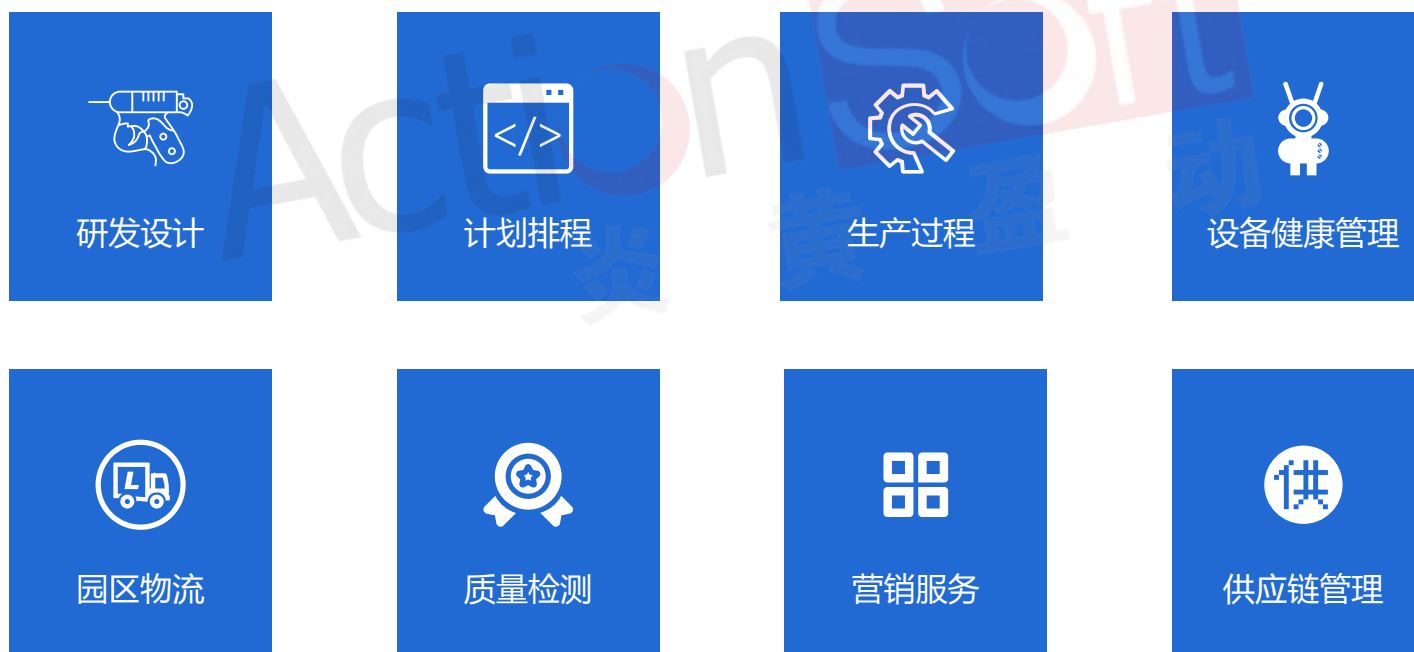 ActionSoft
炎黄盈动
研发设计
计划排程
生产过程
设备健康管理
</>
L
供
园区物流
质量检测
营销服务
供应链管理